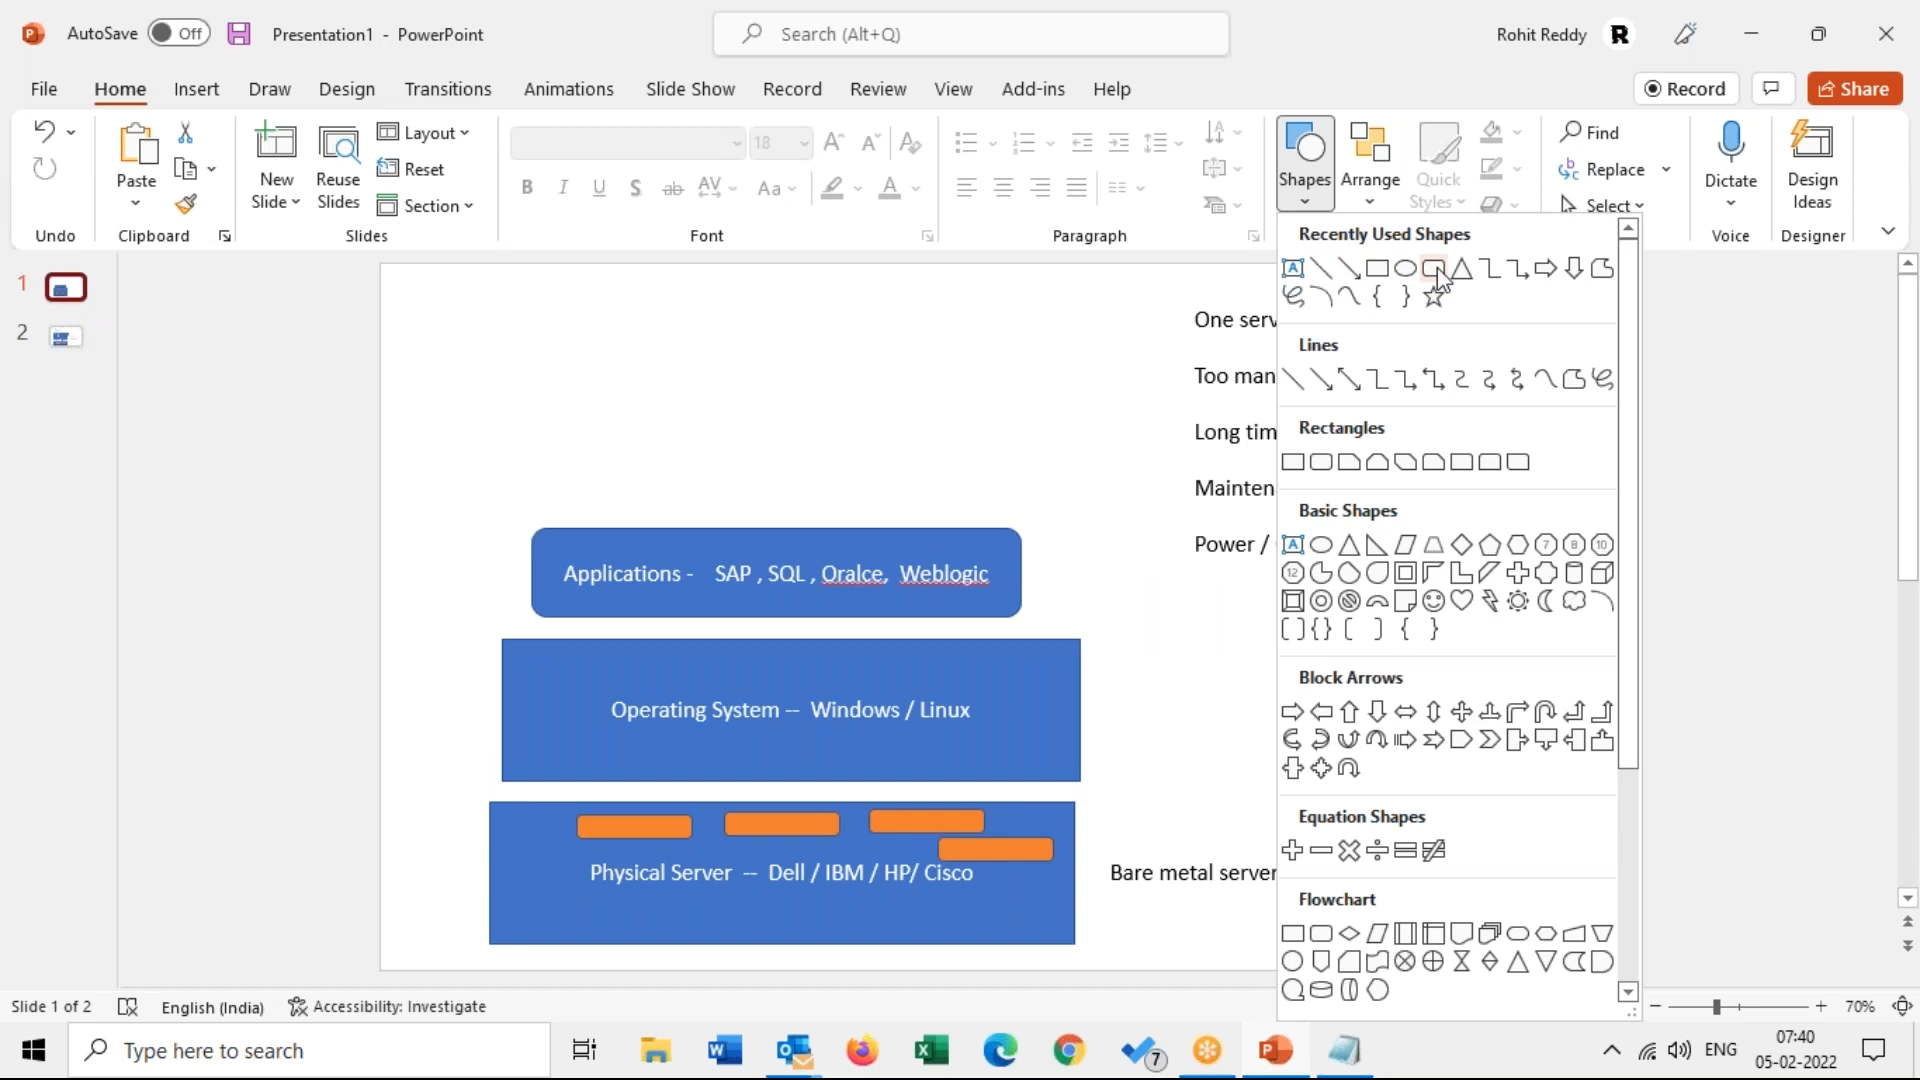 AutoSave Off Presentation1 - PowerPoint Search (Alt+Q) Rohit Reddy
File Home Insert Draw Design Transitions Animations Slide Show Record Review View Add-ins Help Record Share
Paste
New Slide
Reuse Slides
Layout
Reset
Section
18
Shapes
Arrange
Quick Styles
Find
Replace
Select
Dictate
Design Ideas
Undo Clipboard Slides Font Paragraph Voice Designer
Recently Used Shapes
Lines
Rectangles
Basic Shapes
Block Arrows
Equation Shapes
Flowchart
1
2
One serv
Too man
Long tim
Mainten
Power /
Applications - SAP , SQL , Oralce, Weblogic
Operating System -- Windows / Linux
Physical Server -- Dell / IBM / HP/ Cisco
Bare metal server
Slide 1 of 2 English (India) Accessibility: Investigate 70%
Type here to search 7 ENG 07:40
05-02-2022